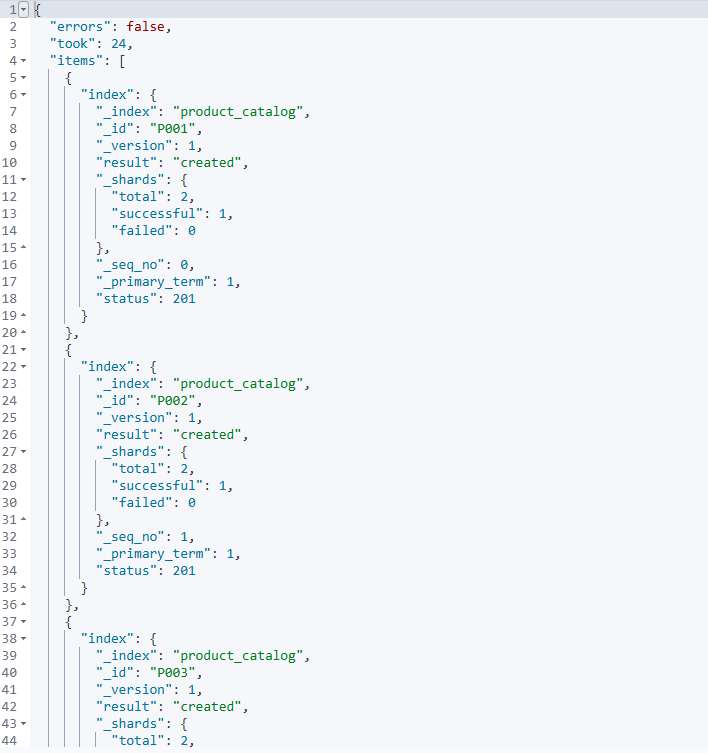 1 {
2 "errors": false,
3 "took": 24,
4 "items": [
5 {
6 "index": {
7 "_index": "product_catalog",
8 "_id": "P001",
9 "_version": 1,
10 "result": "created",
11 "_shards": {
12 "total": 2,
13 "successful": 1,
14 "failed": 0
15 },
16 "_seq_no": 0,
17 "_primary_term": 1,
18 "status": 201
19 }
20 },
21 {
22 "index": {
23 "_index": "product_catalog",
24 "_id": "P002",
25 "_version": 1,
26 "result": "created",
27 "_shards": {
28 "total": 2,
29 "successful": 1,
30 "failed": 0
31 },
32 "_seq_no": 1,
33 "_primary_term": 1,
34 "status": 201
35 }
36 },
37 {
38 "index": {
39 "_index": "product_catalog",
40 "_id": "P003",
41 "_version": 1,
42 "result": "created",
43 "_shards": {
44 "total": 2,